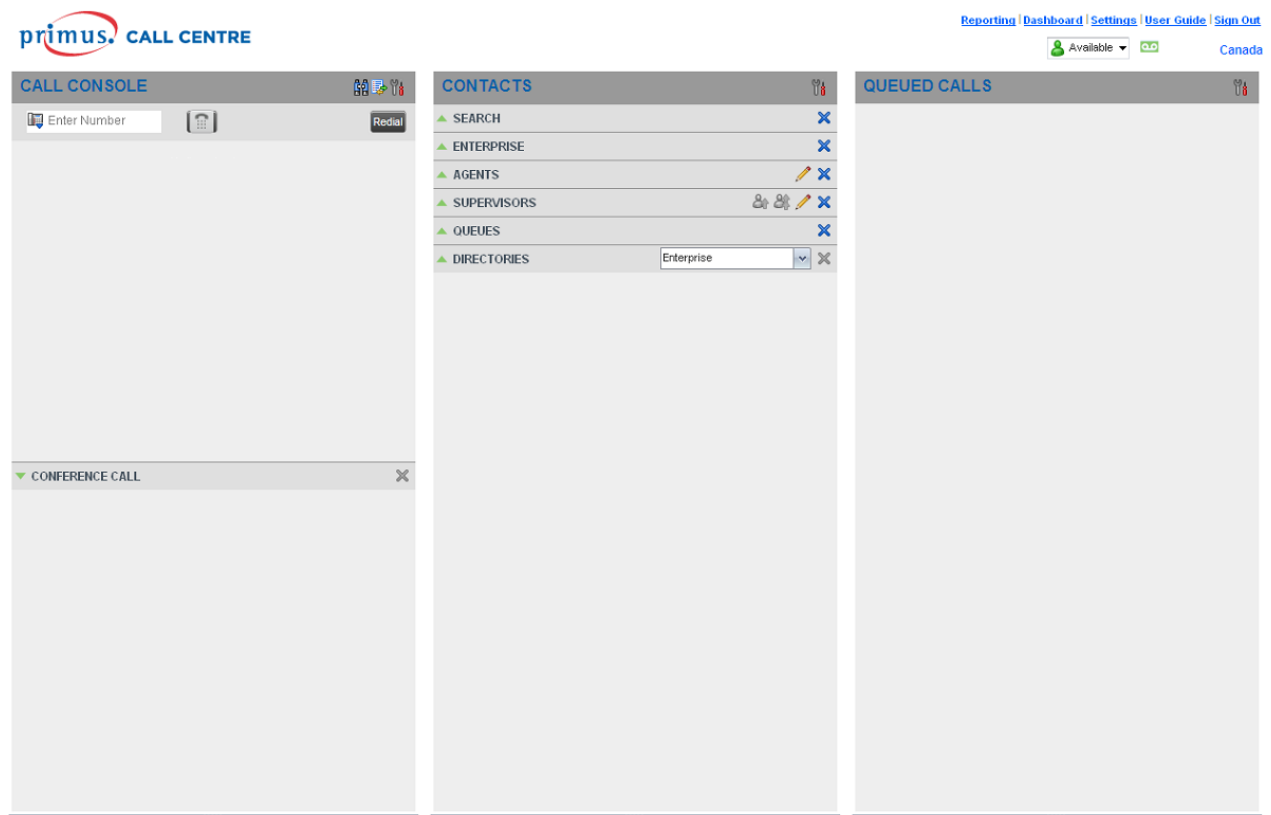 primus. CALL CENTRE
Reporting | Dashboard | Settings | User Guide | Sign Out
Available
Canada
CALL CONSOLE
Enter Number
Redial
CONFERENCE CALL
CONTACTS
SEARCH
ENTERPRISE
AGENTS
SUPERVISORS
QUEUES
DIRECTORIES Enterprise
QUEUED CALLS